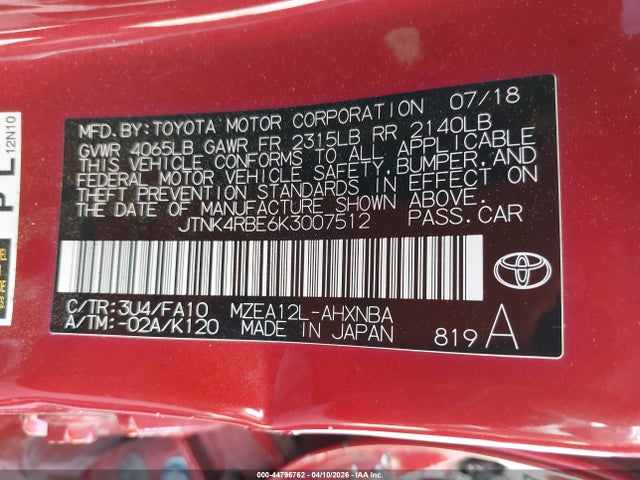 MFD.BY:TOYOTA MOTOR CORPORATION 07/18
GVWR 4065LB GAWR FR 2315LB RR 2140LB
THIS VEHICLE CONFORMS TO ALL APPLICABLE
FEDERAL MOTOR VEHICLE SAFETY,BUMPER,AND
THEFT PREVENTION STANDARDS IN EFFECT ON
THE DATE OF MANUFACTURE SHOWN ABOVE.
JTNK4RBE6K3007512 PASS.CAR
C/TR:3U4/FA10 MZEA12L-AHXNBA
A/TM:-02A/K120 MADE IN JAPAN 819 A
12N10
P L
000-44796762 04/10/2026 IAA Inc.